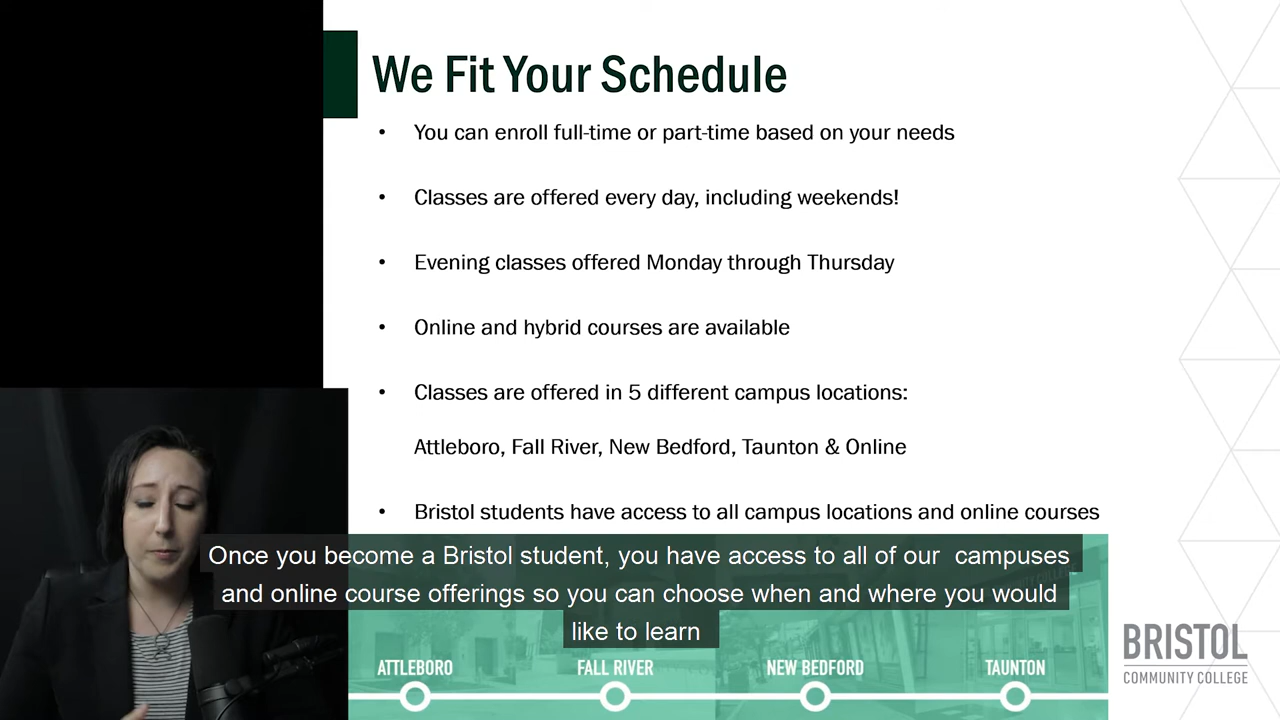 We Fit Your Schedule
• You can enroll full-time or part-time based on your needs
• Classes are offered every day, including weekends!
• Evening classes offered Monday through Thursday
• Online and hybrid courses are available
• Classes are offered in 5 different campus locations:
Attleboro, Fall River, New Bedford, Taunton & Online
• Bristol students have access to all campus locations and online courses
Once you become a Bristol student, you have access to all of our campuses
and online course offerings so you can choose when and where you would
like to learn
ATTLEBORO FALL RIVER NEW BEDFORD TAUNTON
BRISTOL
COMMUNITY COLLEGE